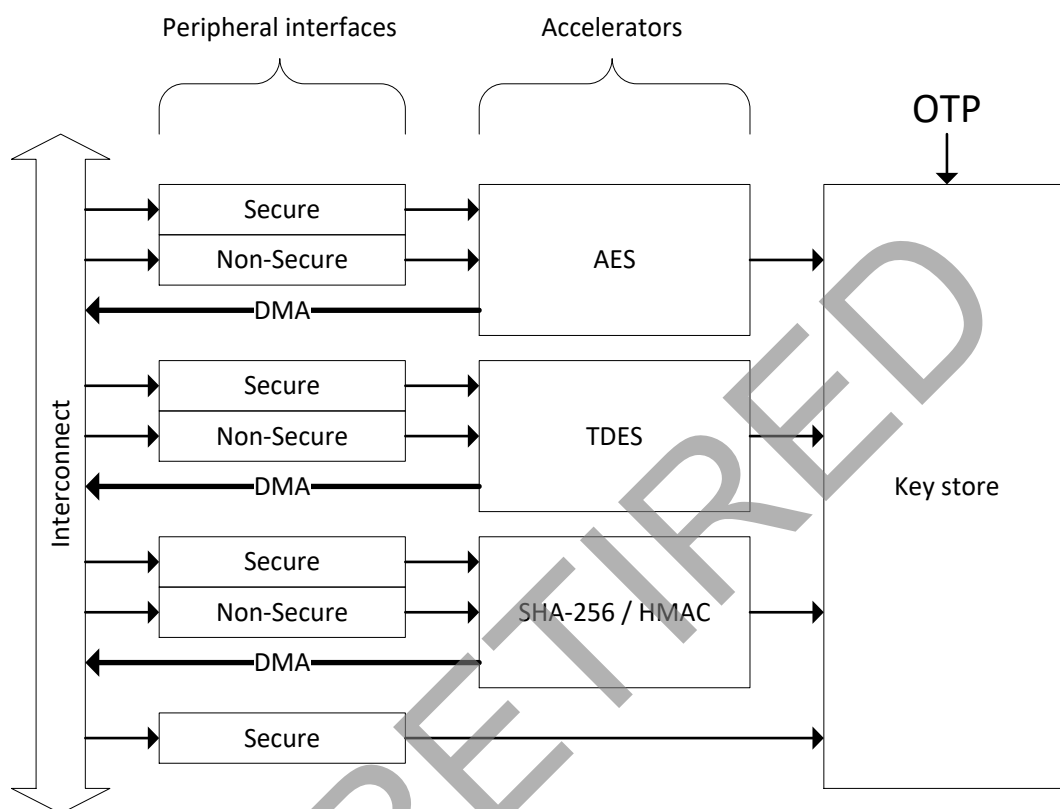 Peripheral interfaces
Accelerators
OTP
Secure
Non-Secure
DMA
AES
Secure
Non-Secure
DMA
TDES
Key store
Interconnect
Secure
Non-Secure
DMA
SHA-256 / HMAC
Secure
RETIRED